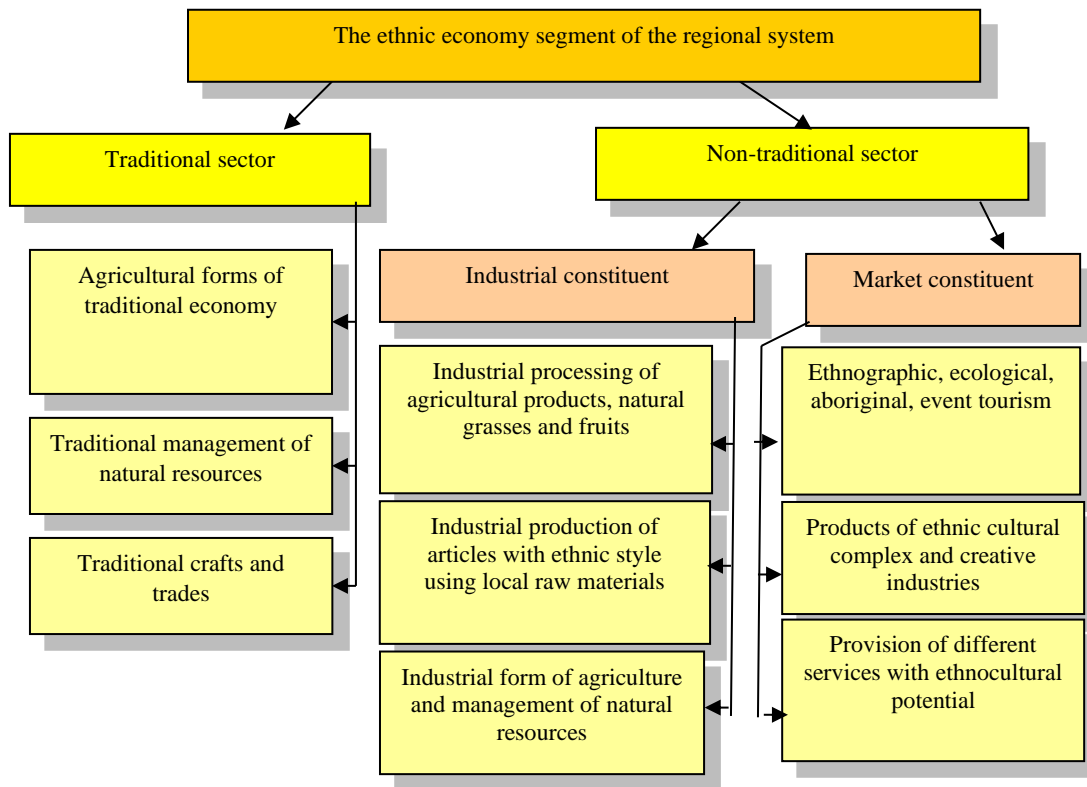 The ethnic economy segment of the regional system
Traditional sector
Non-traditional sector
Agricultural forms of
traditional economy
Traditional management of
natural resources
Traditional crafts and
trades
Industrial constituent
Industrial processing of
agricultural products, natural
grasses and fruits
Industrial production of
articles with ethnic style
using local raw materials
Industrial form of agriculture
and management of natural
resources
Market constituent
Ethnographic, ecological,
aboriginal, event tourism
Products of ethnic cultural
complex and creative
industries
Provision of different
services with ethnocultural
potential